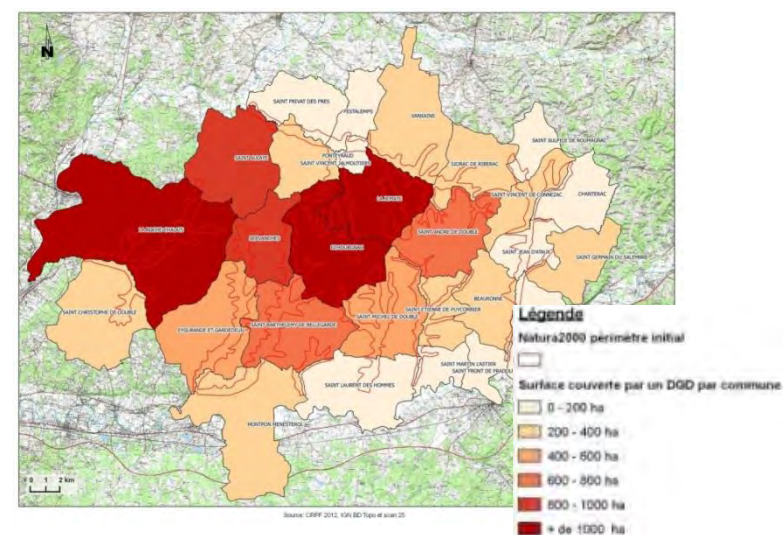 N
SAINT PRIVAT DES PRES
FESTALEMPS
VANXAINS
SAINT SULPICE DE ROUMAGNAC
PONTEYRAUD
SAINT AULAYE
SAINT VINCENT JALMOUTIERS
SIORAC DE RIBERAC
CHANTERAC
LA JEMAYE
SAINT VINCENT DE CONNEZAC
LA ROCHE CHALAIS
SERVANCHES
ECHOURGNAC
SAINT ANDRE DE DOUBLE
SAINT JEAN D'ATAUX
SAINT GERMAIN DU SALEMBRE
SAINT CHRISTOPHE DE DOUBLE
BEAURONNE
SAINT ETIENNE DE PUYCORBIER
EYGURANDE ET GARDEDEUIL
SAINT MICHEL DE DOUBLE
SAINT BARTHELEMY DE BELLEGARDE
SAINT MARTIN L'ASTIER
SAINT FRONT DE PRADOU
SAINT LAURENT DES HOMMES
MONTPON MENESTEROL
0 1 2 km
Source: CRPF 2012, IGN BD Topo et scan 25
Légende
Natura2000 périmètre initial
Surface couverte par un DGD par commune
0 - 200 ha
200 - 400 ha
400 - 600 ha
600 - 800 ha
800 - 1000 ha
+ de 1000 ha